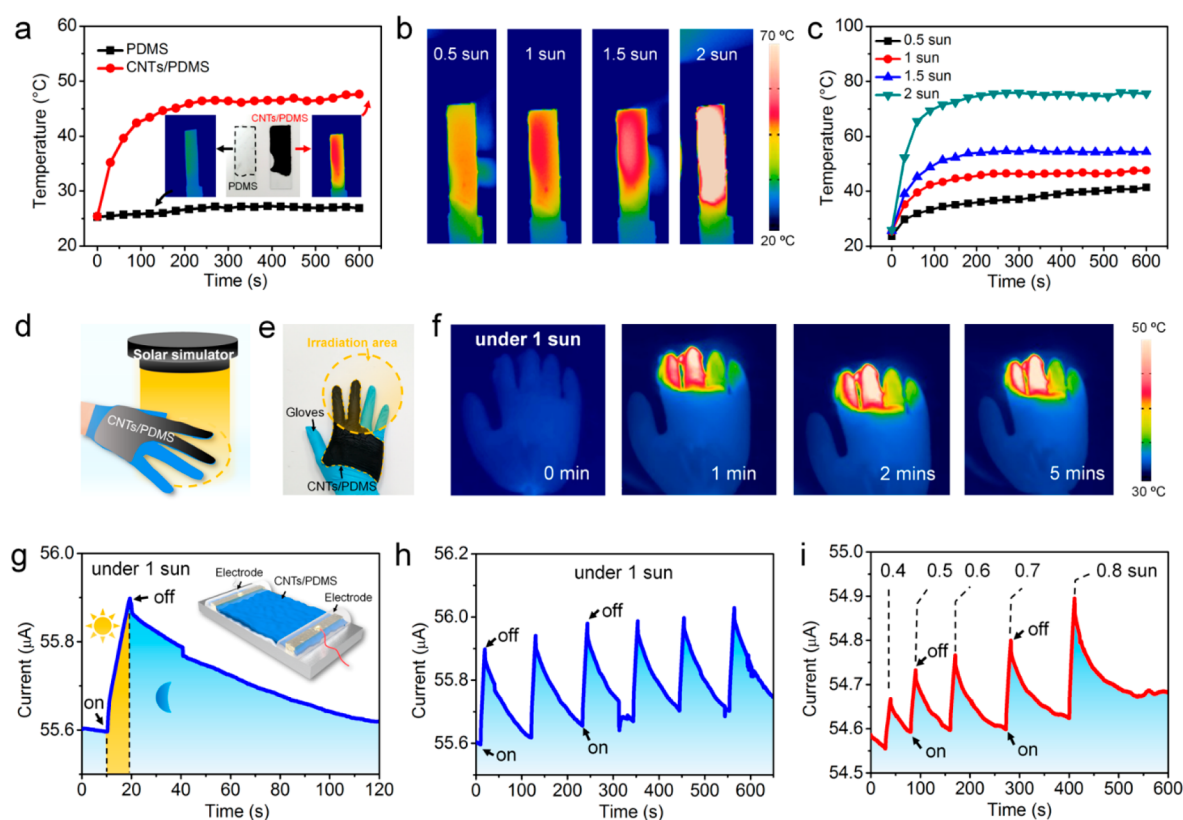 a
60
50
40
30
20
Temperature (°C)
PDMS
CNTs/PDMS
CNTs/PDMS
PDMS
0 100 200 300 400 500 600
Time (s)
b
0.5 sun
1 sun
1.5 sun
2 sun
70 ºC
20 ºC
c
100
80
60
40
20
Temperature (°C)
0.5 sun
1 sun
1.5 sun
2 sun
0 100 200 300 400 500 600
Time (s)
d
Solar simulator
CNTs/PDMS
e
Irradiation area
Gloves
CNTs/PDMS
f
under 1 sun
0 min
1 min
2 mins
5 mins
50 ºC
30 ºC
g
56.0
55.8
55.6
Current (μA)
under 1 sun
off
on
Electrode
CNTs/PDMS
Electrode
0 20 40 60 80 100 120
Time (s)
h
56.2
56.0
55.8
55.6
55.4
Current (μA)
under 1 sun
off
off
on
on
0 100 200 300 400 500 600
Time (s)
i
55.0
54.9
54.8
54.7
54.6
54.5
Current (μA)
0.4
0.5
0.6
0.7
0.8 sun
off
off
on
on
0 100 200 300 400 500 600
Time (s)